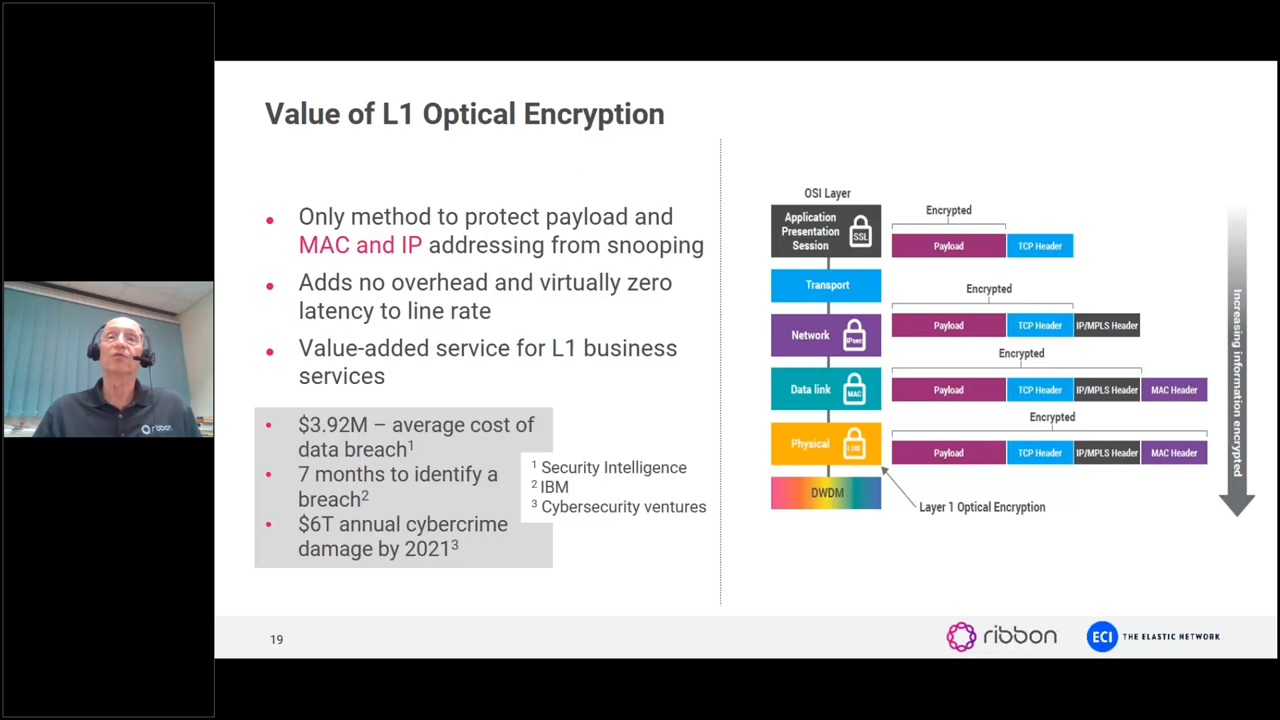 Value of L1 Optical Encryption
• Only method to protect payload and
MAC and IP addressing from snooping
• Adds no overhead and virtually zero
latency to line rate
• Value-added service for L1 business
services
• $3.92M – average cost of
data breach¹
• 7 months to identify a
breach²
• $6T annual cybercrime
damage by 2021³
¹ Security Intelligence
² IBM
³ Cybersecurity ventures
OSI Layer
Application
Presentation
Session
SSL
Encrypted
Payload
TCP Header
Transport
Encrypted
Network
IPsec
Payload
TCP Header
IP/MPLS Header
Encrypted
Data link
MAC
Payload
TCP Header
IP/MPLS Header
MAC Header
Encrypted
Physical
Payload
TCP Header
IP/MPLS Header
MAC Header
DWDM
Layer 1 Optical Encryption
Increasing information encrypted
ribbon
19
ribbon
ECI THE ELASTIC NETWORK